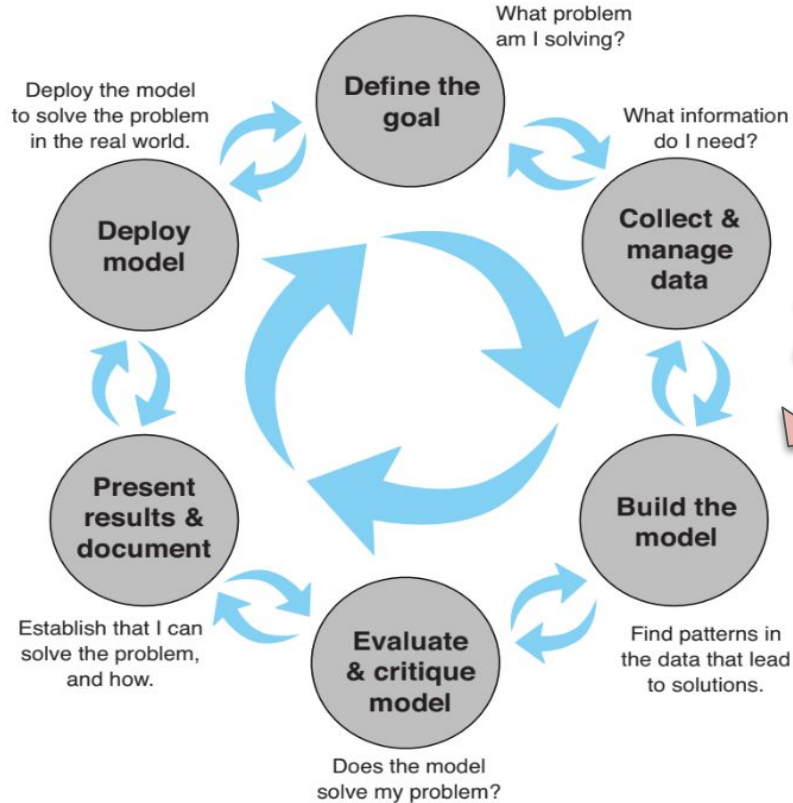 What problem
am I solving?
Define the
goal
What information
do I need?
Collect &
manage
data
Build the
model
Find patterns in
the data that lead
to solutions.
Evaluate
& critique
model
Does the model
solve my problem?
Present
results &
document
Establish that I can
solve the problem,
and how.
Deploy
model
Deploy the model
to solve the problem
in the real world.